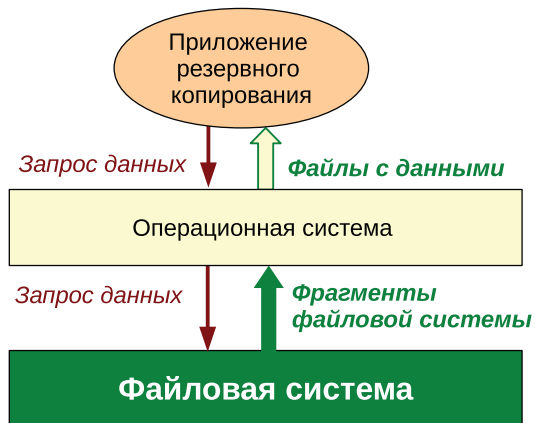 Приложение
резервного
копирования
Запрос данных
Файлы с данными
Операционная система
Запрос данных
Фрагменты
файловой системы
Файловая система